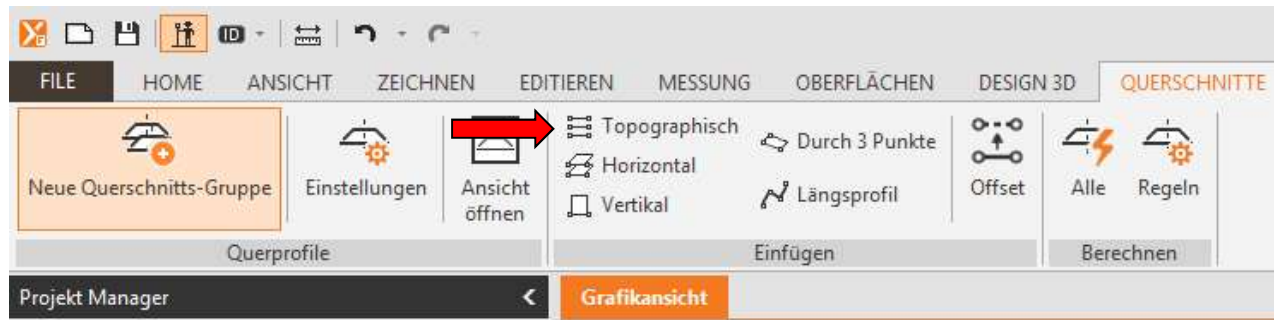 ID
FILE HOME ANSICHT ZEICHNEN EDITIEREN MESSUNG OBERFLÄCHEN DESIGN 3D QUERSCHNITTE
Neue Querschnitts-Gruppe
Einstellungen
Ansicht
öffnen
Topographisch
Horizontal
Vertikal
Durch 3 Punkte
Längsprofil
Offset
Alle
Regeln
Querprofile
Einfügen
Berechnen
Projekt Manager
Grafikansicht